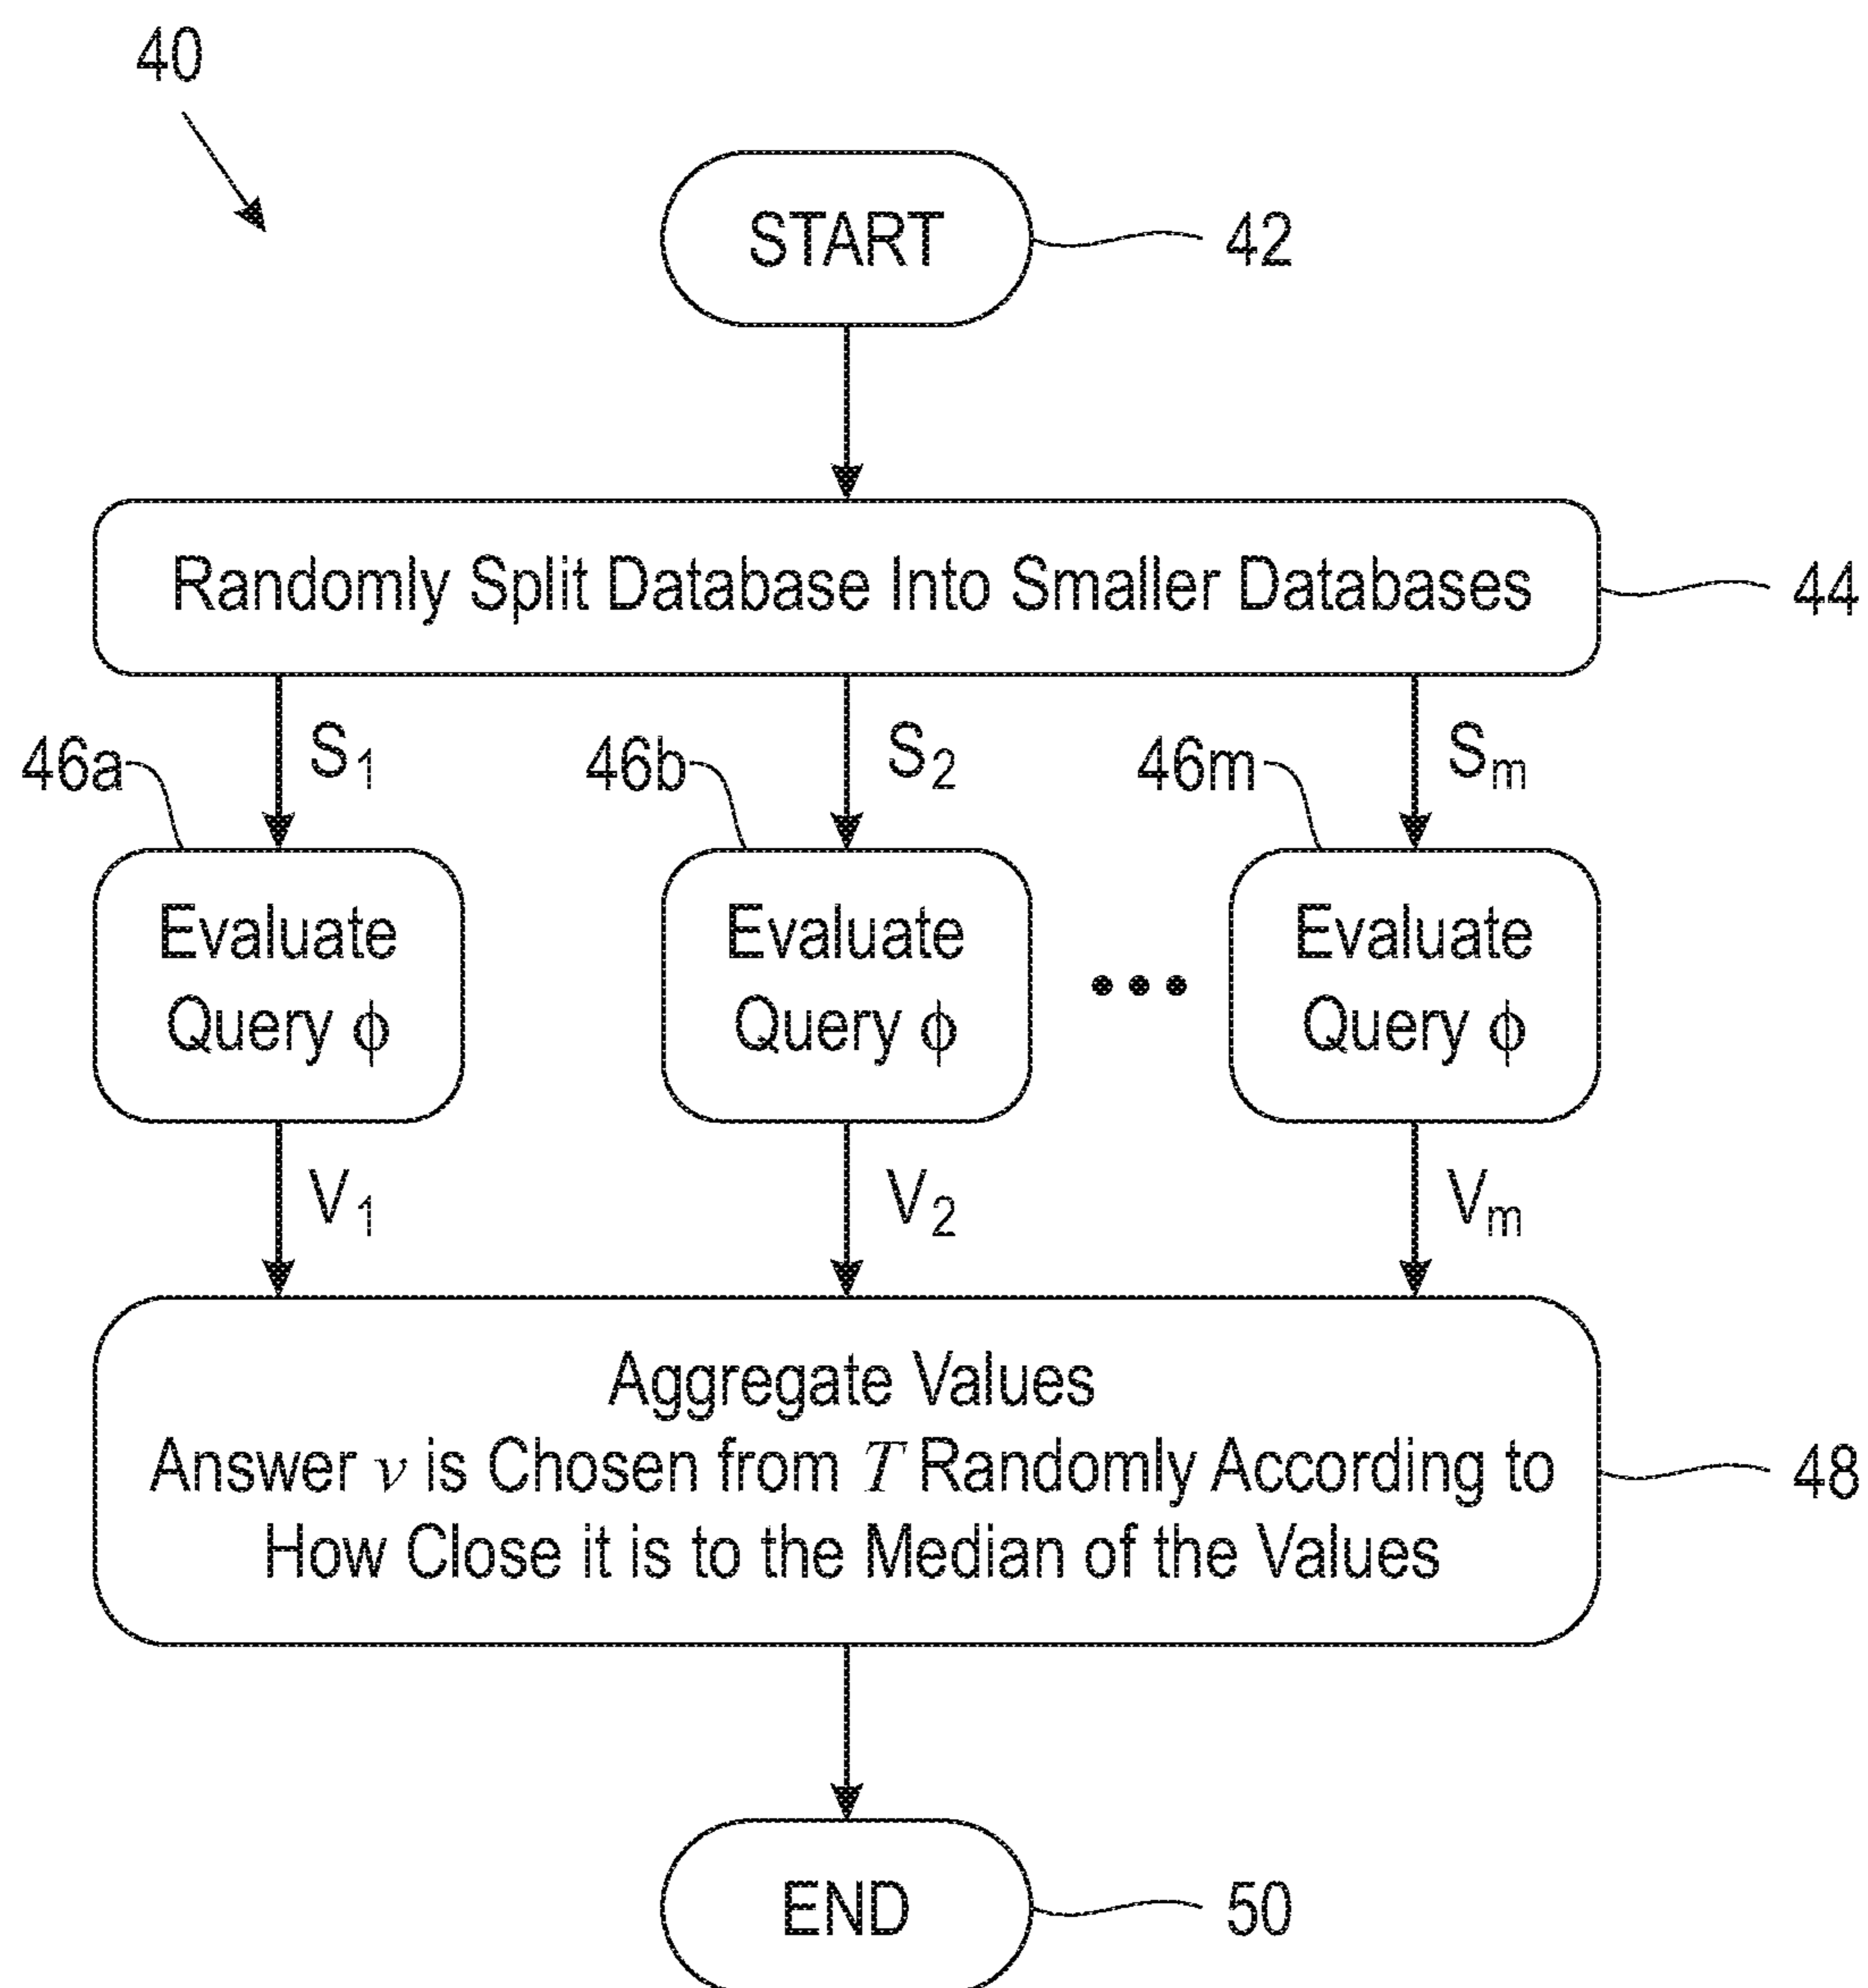 40
START
42
Randomly Split Database Into Smaller Databases
44
46a
S1
46b
S2
46m
Sm
Evaluate
Query ϕ
Evaluate
Query ϕ
Evaluate
Query ϕ
V1
V2
Vm
Aggregate Values
Answer v is Chosen from T Randomly According to
How Close it is to the Median of the Values
48
END
50